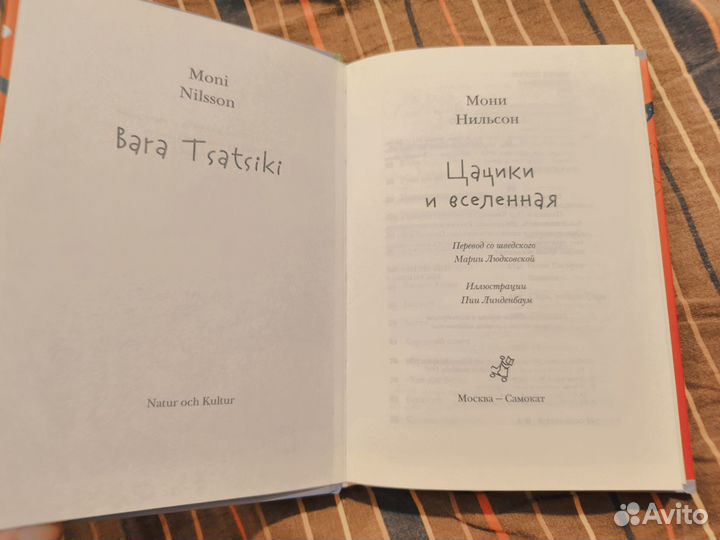 Moni
Nilsson
Bara Tsatsiki
Natur och Kultur
Мони
Нильсон
Цацики
и вселенная
Перевод со шведского
Марии Людковской
Иллюстрации
Пии Линденбаум
Москва – Самокат
Avito